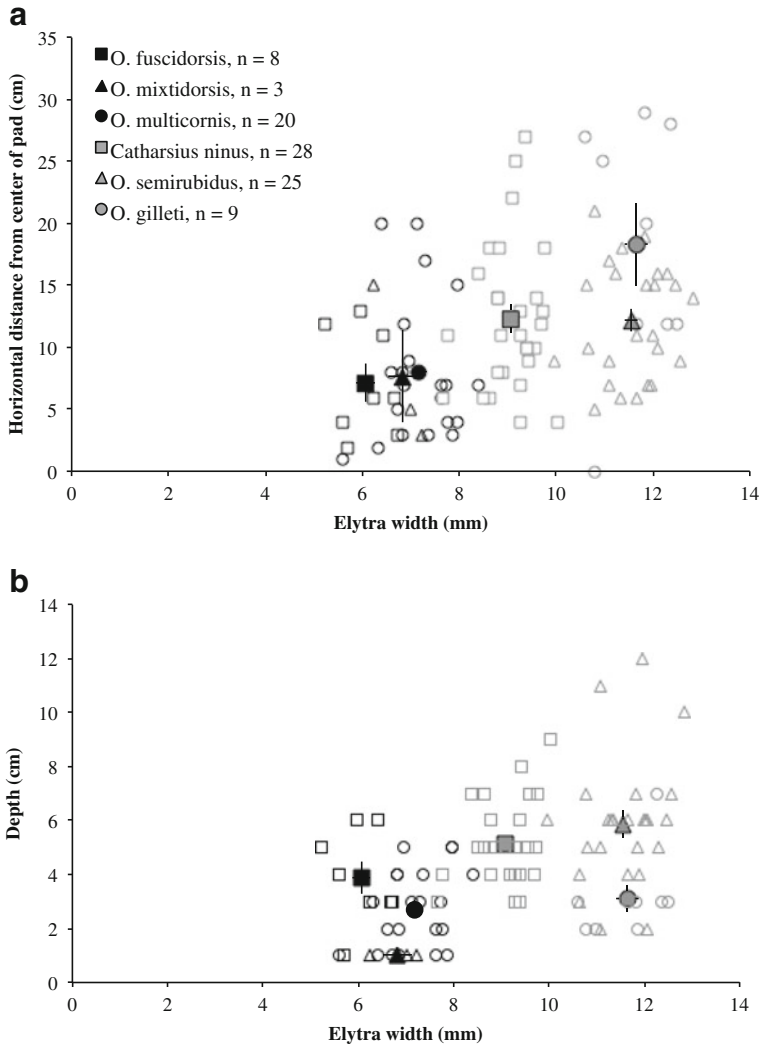 a
Horizontal distance from center of pad (cm)
35
30
25
20
15
10
5
0
O. fuscidorsis, n = 8
O. mixtidorsis, n = 3
O. multicornis, n = 20
Catharsius ninus, n = 28
O. semirubidus, n = 25
O. gilleti, n = 9
0 2 4 6 8 10 12 14
Elytra width (mm)
b
Depth (cm)
14
12
10
8
6
4
2
0
0 2 4 6 8 10 12 14
Elytra width (mm)